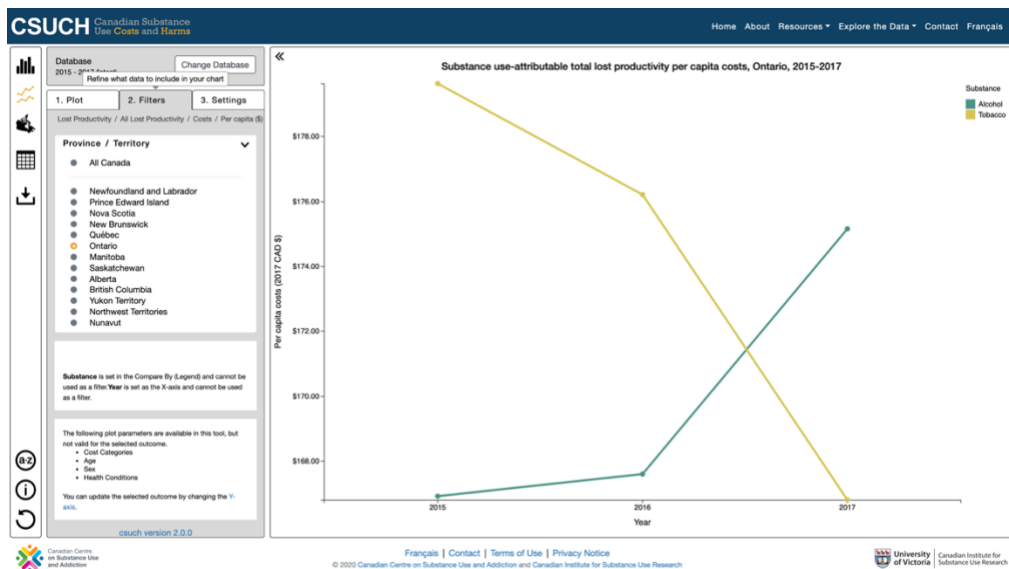 CSUCH Canadian Substance
Use Costs and Harms
Home About Resources Explore the Data Contact Français
Database
Change Database
Refine what data to include in your chart
1. Plot 2. Filters 3. Settings
Lost Productivity / All Lost Productivity / Costs / Per capita ($)
Province / Territory
All Canada
Newfoundland and Labrador
Prince Edward Island
Nova Scotia
New Brunswick
Québec
Ontario
Manitoba
Saskatchewan
Alberta
British Columbia
Yukon Territory
Northwest Territories
Nunavut
Substance is set in the Compare By (Legend) and cannot be
used as a filter.Year is set as the X-axis and cannot be used
as a filter.
The following plot parameters are available in this tool, but
not valid for the selected outcome.
Cost Categories
Age
Sex
Health Conditions
You can update the selected outcome by changing the Y-
axis.
csuch version 2.0.0
a-z
Substance use-attributable total lost productivity per capita costs, Ontario, 2015-2017
Substance
Alcohol
Tobacco
Per capita costs (2017 CAD $)
$178.00
$176.00
$174.00
$172.00
$170.00
$168.00
2015 2016 2017
Year
Canadian Centre
on Substance Use
and Addiction
Français | Contact | Terms of Use | Privacy Notice
© 2020 Canadian Centre on Substance Use and Addiction and Canadian Institute for Substance Use Research
University
of Victoria
Canadian Institute for
Substance Use Research